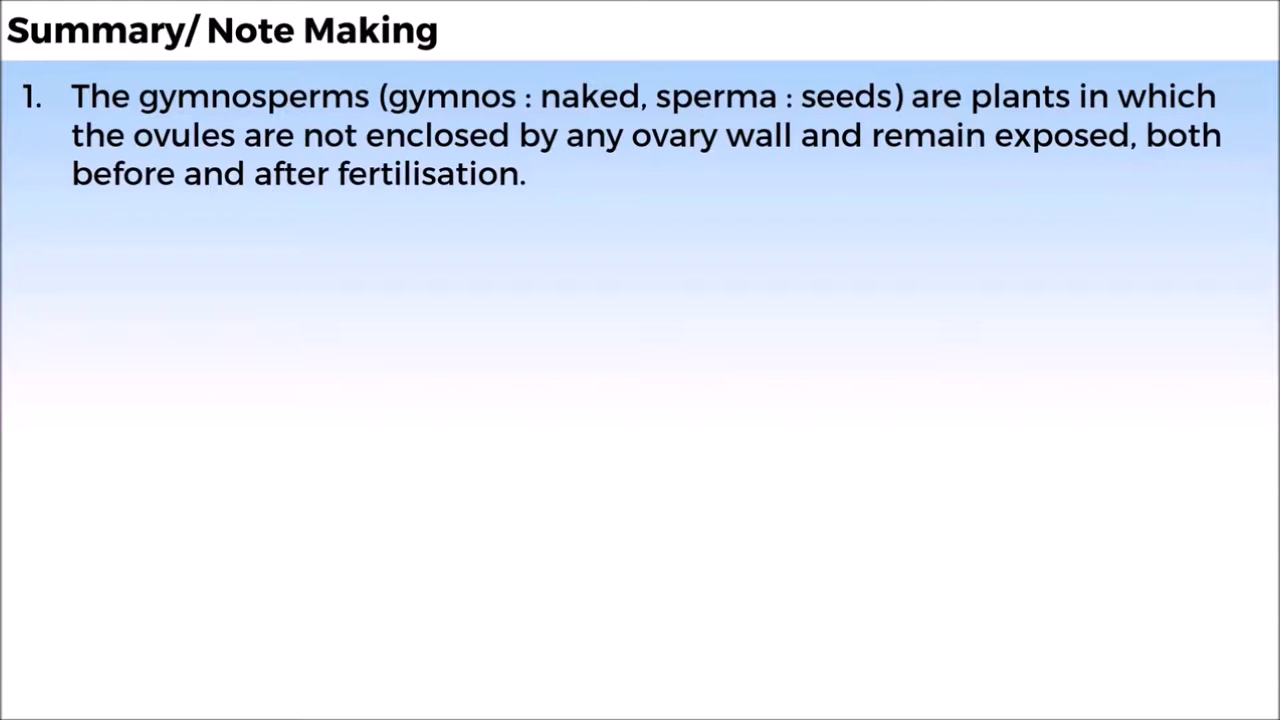 Summary/ Note Making
1. The gymnosperms (gymnos : naked, sperma : seeds) are plants in which
the ovules are not enclosed by any ovary wall and remain exposed, both
before and after fertilisation.